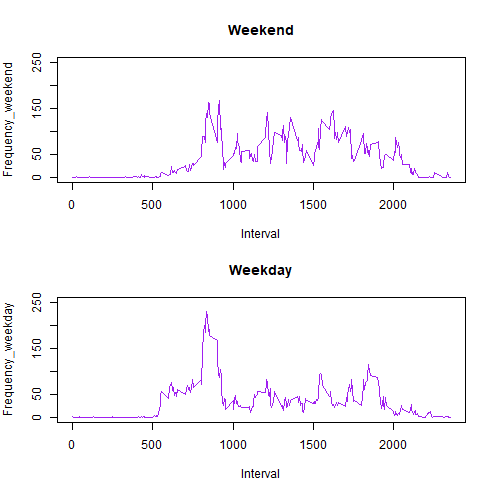 Weekend
Frequency_weekend
250
150
50
0
0 500 1000 1500 2000
Interval
Weekday
Frequency_weekday
250
150
50
0
0 500 1000 1500 2000
Interval